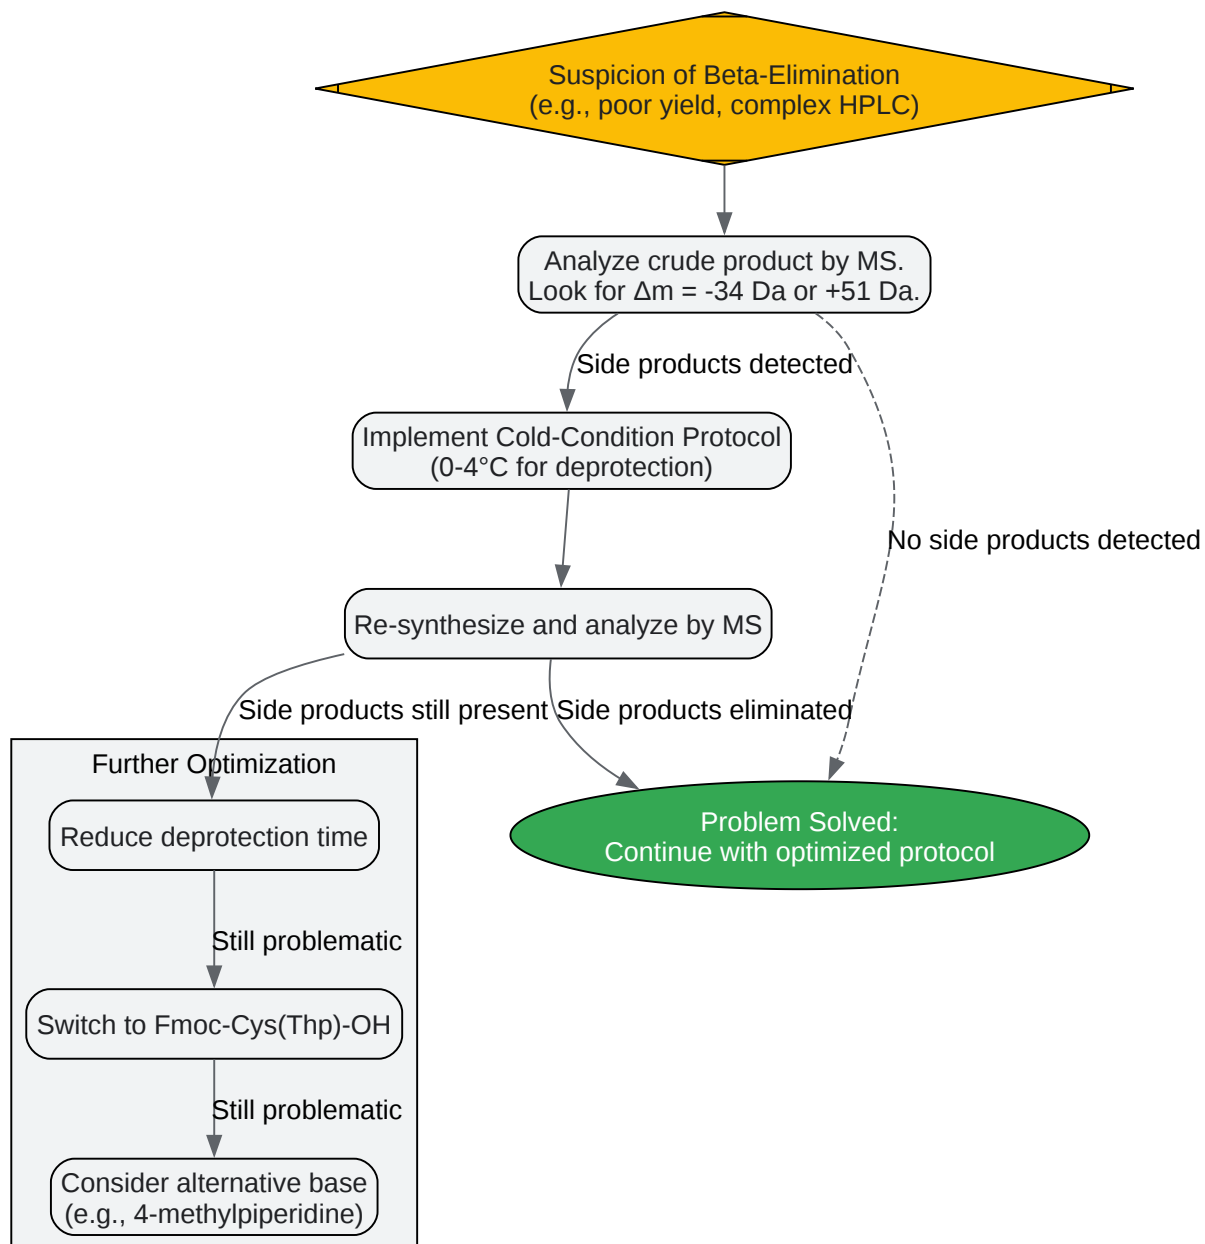 Suspicion of Beta-Elimination
(e.g., poor yield, complex HPLC)
Analyze crude product by MS.
Look for Δm = -34 Da or +51 Da.
Side products detected
Implement Cold-Condition Protocol
(0-4°C for deprotection)
No side products detected
Re-synthesize and analyze by MS
Side products still present
Side products eliminated
Further Optimization
Reduce deprotection time
Problem Solved:
Continue with optimized protocol
Still problematic
Switch to Fmoc-Cys(Thp)-OH
Still problematic
Consider alternative base
(e.g., 4-methylpiperidine)